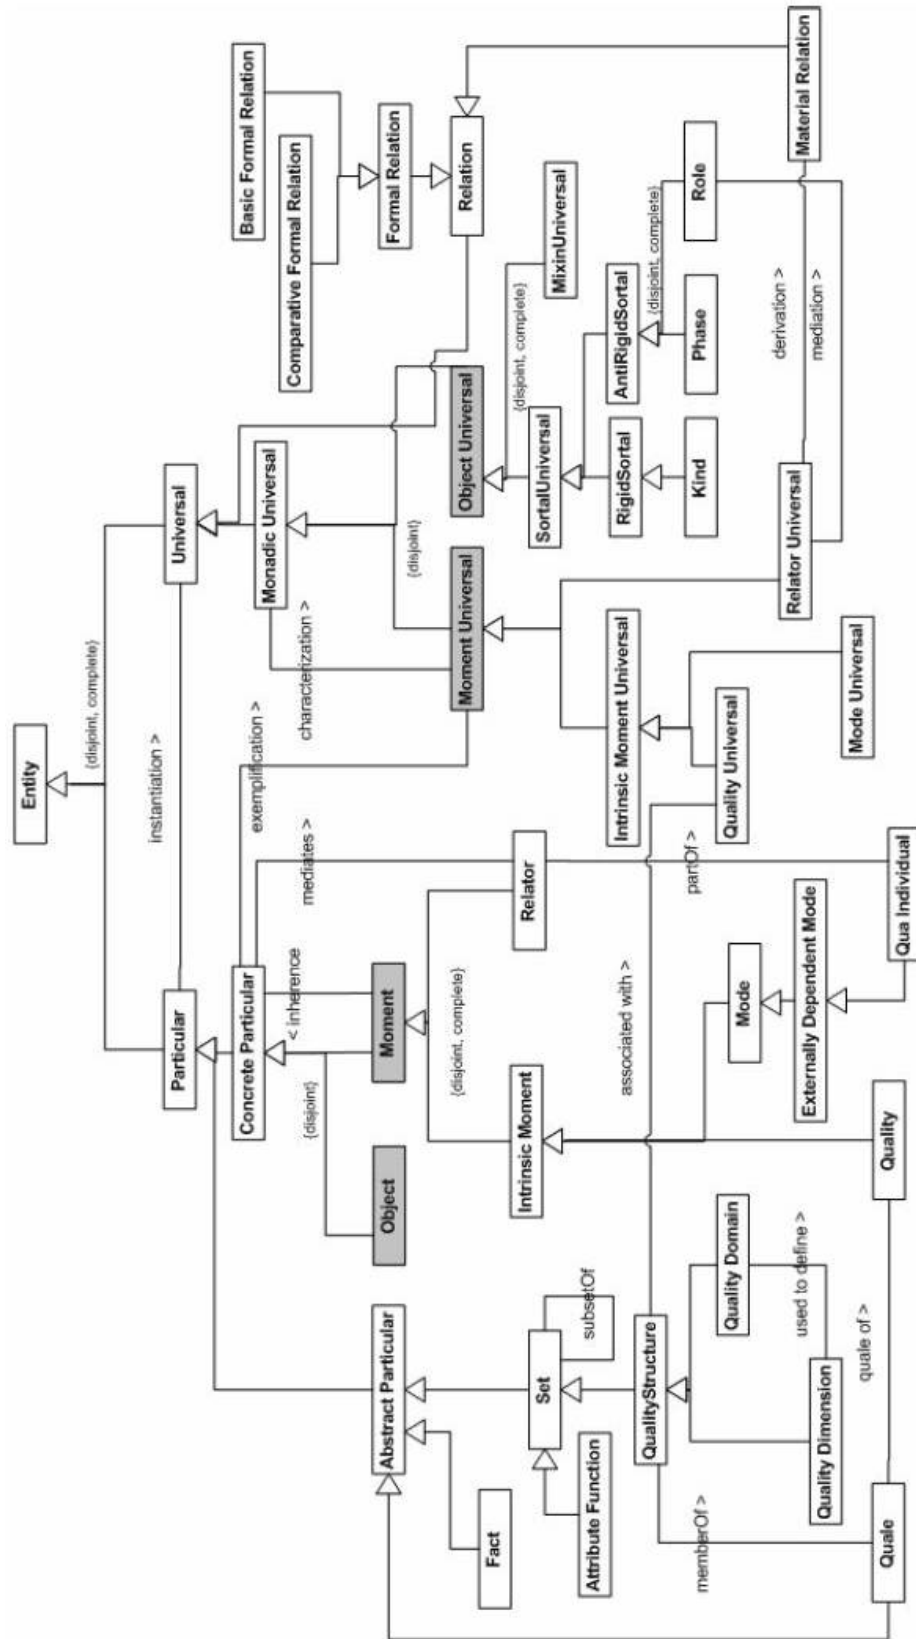 Entity
{disjoint, complete}
Particular
instantiation >
Universal
Concrete Particular
exemplification >
mediates >
characterization >
Monadic Universal
Basic Formal Relation
Comparative Formal Relation
Formal Relation
Relation
< inherence
{disjoint}
{disjoint}
Abstract Particular
Object
Moment
Moment Universal
Object Universal
Fact
{disjoint, complete}
{disjoint, complete}
MixinUniversal
Set
subsetOf
Attribute Function
Intrinsic Moment
Relator
SortalUniversal
associated with >
Intrinsic Moment Universal
RigidSortal
AntiRigidSortal
{disjoint, complete}
QualityStructure
memberOf >
partOf >
Kind
Phase
Role
Quality Domain
Mode
Quality Universal
used to define >
Externally Dependent Mode
Relator Universal
derivation >
mediation >
Material Relation
Quality Dimension
Mode Universal
quale of >
Quale
Quality
Qua Individual